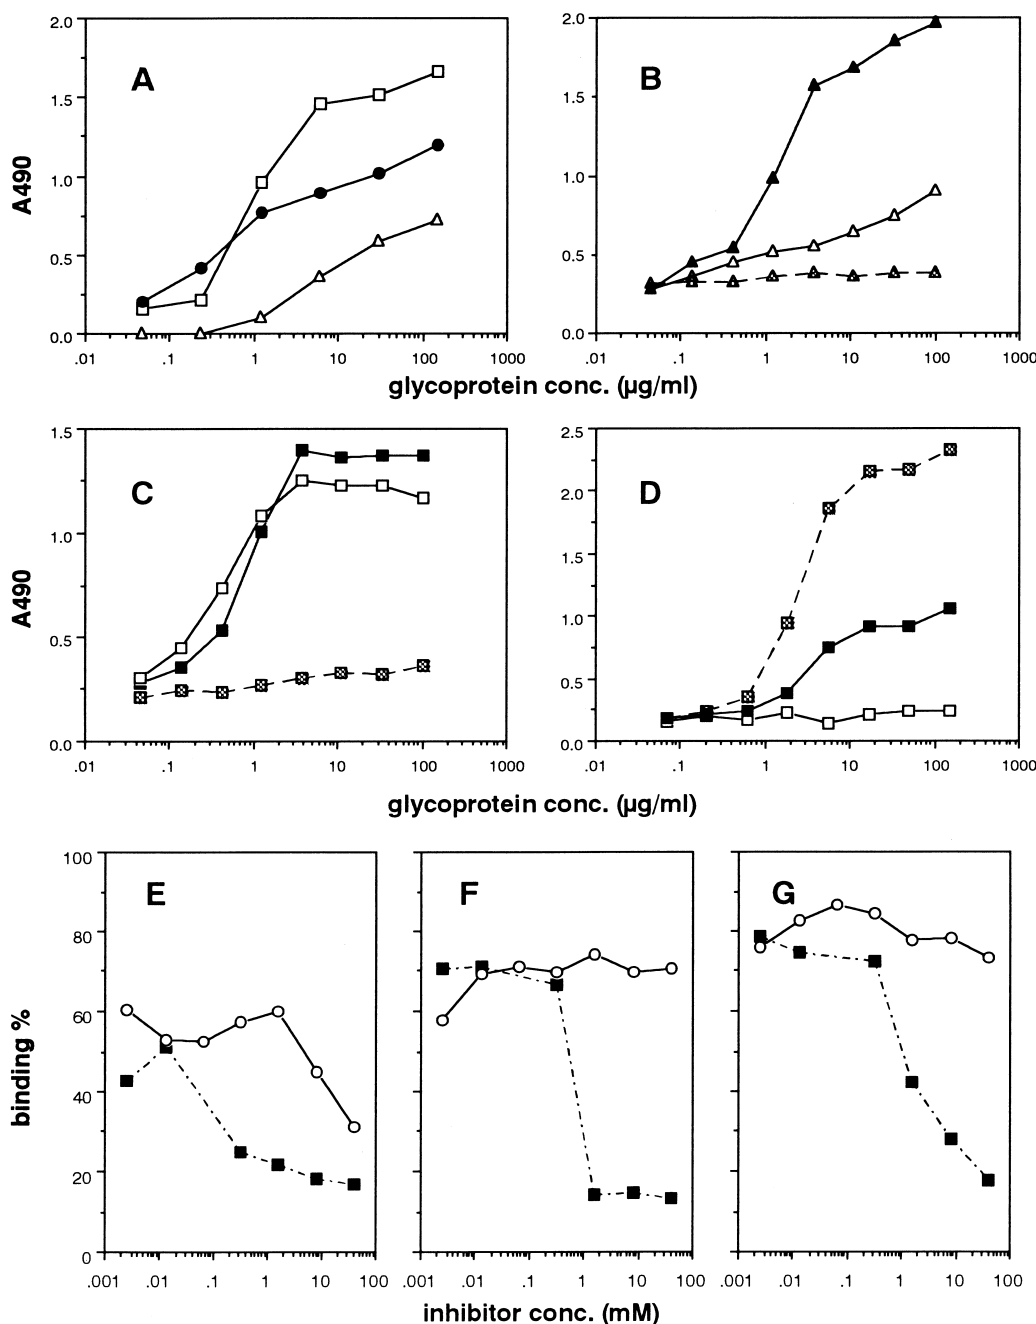 A
B
A490
2.0
1.5
1.0
0.5
0.0
.01 .1 1 10 100 1000
2.0
1.5
1.0
0.5
0.0
.01 .1 1 10 100 1000
glycoprotein conc. (µg/ml)
C
D
A490
1.5
1.0
0.5
0.0
.01 .1 1 10 100 1000
2.5
2.0
1.5
1.0
0.5
0.0
.01 .1 1 10 100 1000
glycoprotein conc. (µg/ml)
E
F
G
binding %
100
80
60
40
20
0
.001 .01 .1 1 10 100
.001 .01 .1 1 10 100
.001 .01 .1 1 10 100
inhibitor conc. (mM)